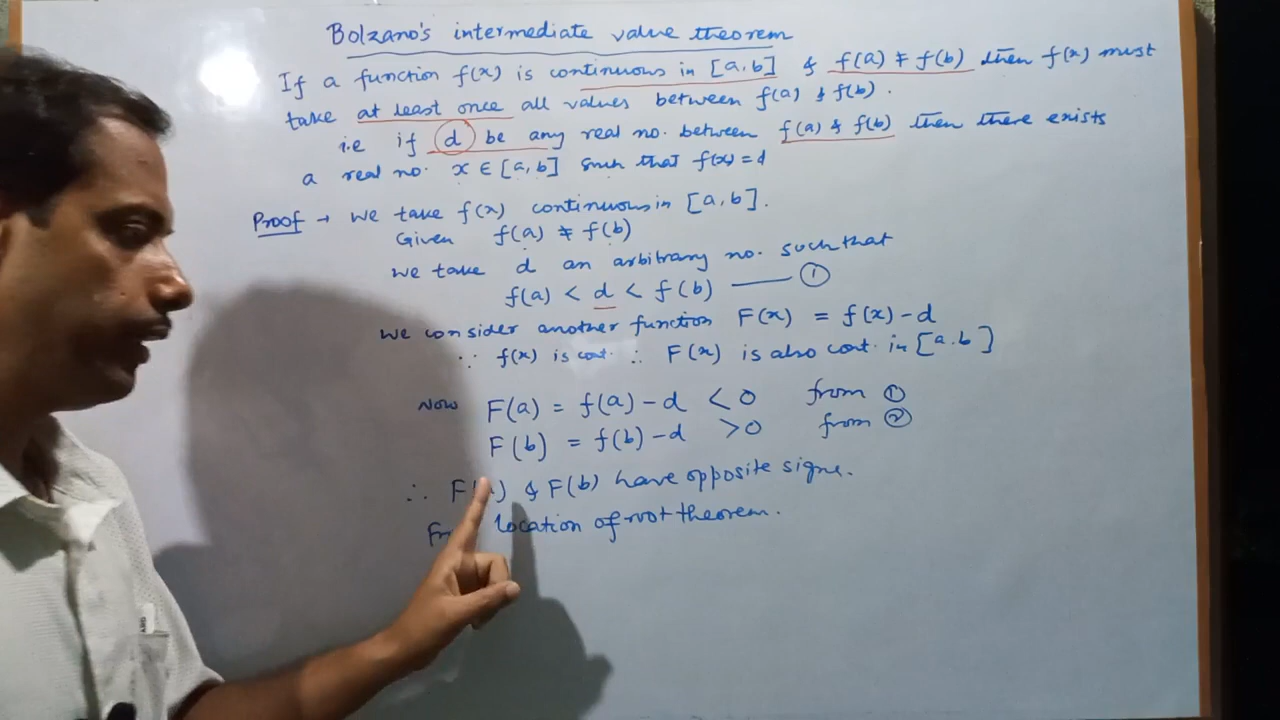 Bolzano's intermediate value theorem
If a function f(x) is continuous in [a,b] & f(a) ≠ f(b) then f(x) must
take at least once all values between f(a) & f(b).
i.e if d be any real no. between f(a) & f(b) then there exists
a real no. x ∈ [a,b] such that f(x) = d
Proof → We take f(x) continuous in [a,b].
Given f(a) ≠ f(b)
We take d an arbitrary no. such that
f(a) < d < f(b) —— ①
We consider another function F(x) = f(x) - d
∵ f(x) is cont. ∴ F(x) is also cont. in [a.b]
Now F(a) = f(a) - d < 0 from ①
F(b) = f(b) - d > 0 from ②
∴ F( ) & F(b) have opposite signs.
location of root theorem.